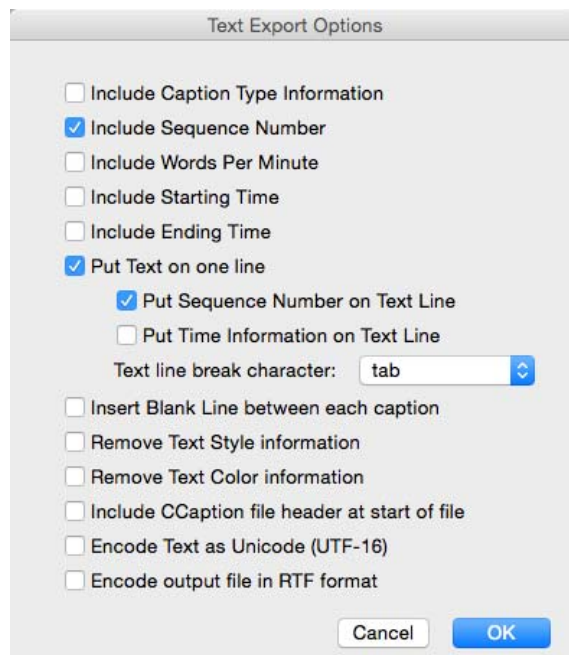 Text Export Options
Include Caption Type Information
Include Sequence Number
Include Words Per Minute
Include Starting Time
Include Ending Time
Put Text on one line
Put Sequence Number on Text Line
Put Time Information on Text Line
Text line break character: tab
Insert Blank Line between each caption
Remove Text Style information
Remove Text Color information
Include CCaption file header at start of file
Encode Text as Unicode (UTF-16)
Encode output file in RTF format
Cancel OK